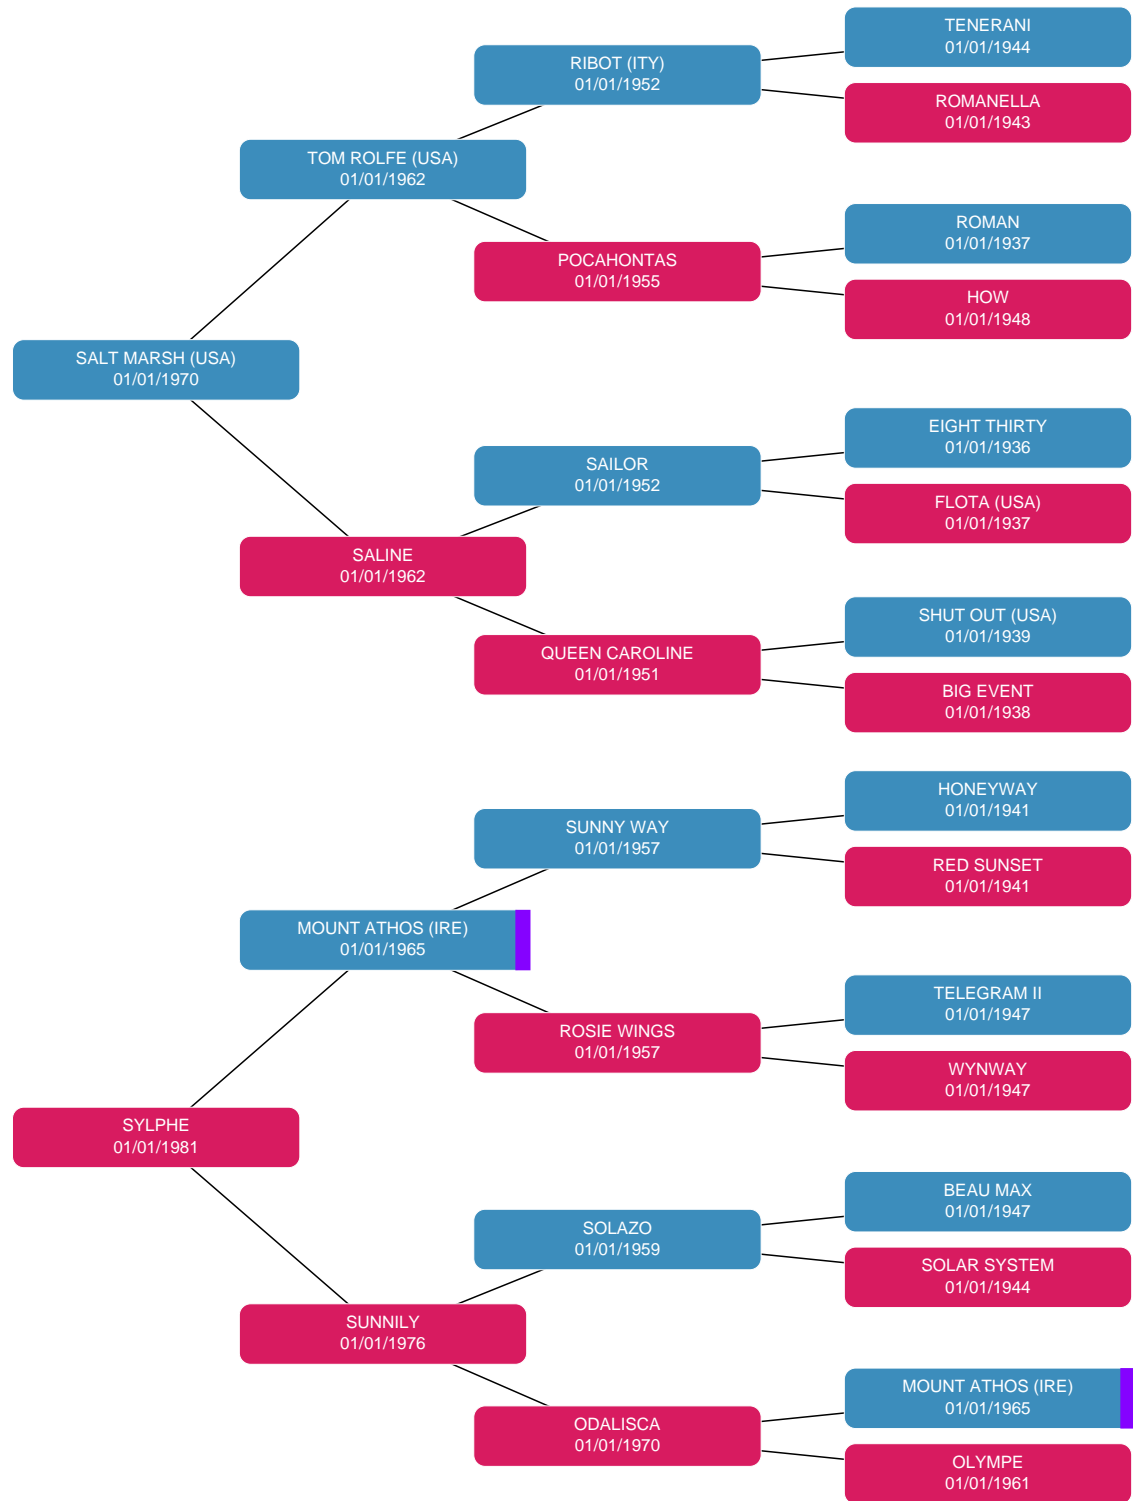 TENERANI
01/01/1944
RIBOT (ITY)
01/01/1952
ROMANELLA
01/01/1943
TOM ROLFE (USA)
01/01/1962
ROMAN
01/01/1937
POCAHONTAS
01/01/1955
HOW
01/01/1948
SALT MARSH (USA)
01/01/1970
EIGHT THIRTY
01/01/1936
SAILOR
01/01/1952
FLOTA (USA)
01/01/1937
SALINE
01/01/1962
SHUT OUT (USA)
01/01/1939
QUEEN CAROLINE
01/01/1951
BIG EVENT
01/01/1938
HONEYWAY
01/01/1941
SUNNY WAY
01/01/1957
RED SUNSET
01/01/1941
MOUNT ATHOS (IRE)
01/01/1965
TELEGRAM II
01/01/1947
ROSIE WINGS
01/01/1957
WYNWAY
01/01/1947
SYLPHE
01/01/1981
BEAU MAX
01/01/1947
SOLAZO
01/01/1959
SOLAR SYSTEM
01/01/1944
SUNNILY
01/01/1976
MOUNT ATHOS (IRE)
01/01/1965
ODALISCA
01/01/1970
OLYMPE
01/01/1961